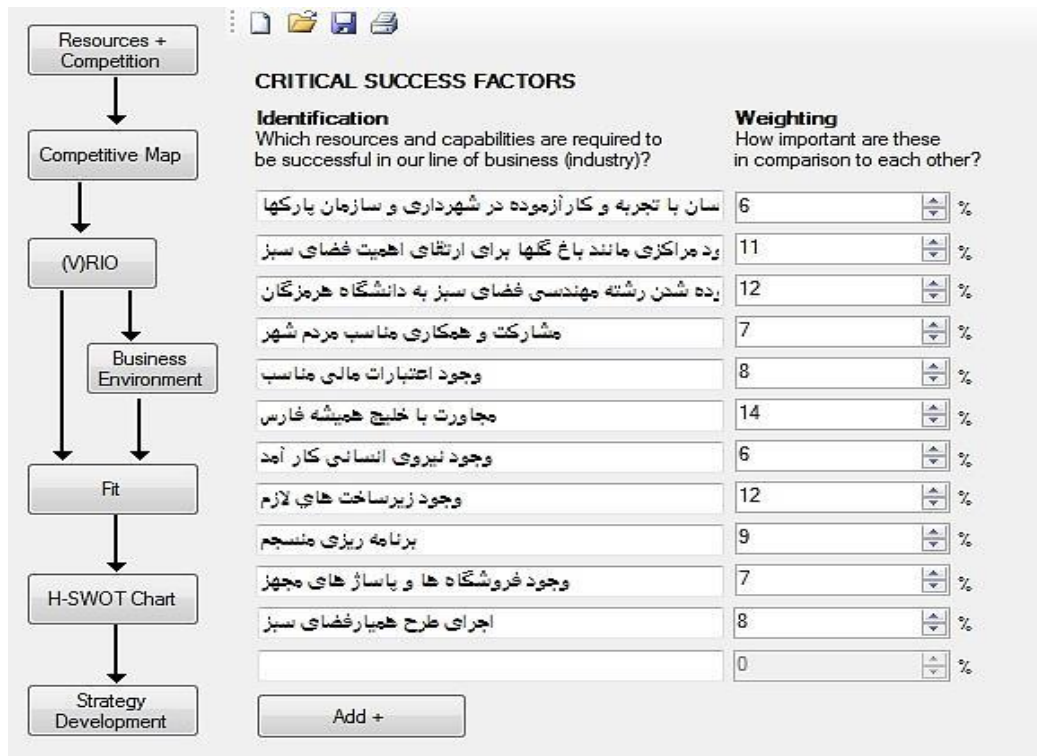 Resources +
Competition
Competitive Map
(V)RIO
Business
Environment
Fit
H-SWOT Chart
Strategy
Development
CRITICAL SUCCESS FACTORS
Identification
Which resources and capabilities are required to
be successful in our line of business (industry)?
Weighting
How important are these
in comparison to each other?
سان با تجربه و کارآزموده در شهرداری و سازمان پارکها 6 %
ود مراکزی مانند باغ گلها برای ارتقای اهمیت فضای سبز 11 %
رده شدن رشته مهندسی فضای سبز به دانشگاه هرمزگان 12 %
مشارکت و همکاری مناسب مردم شهر 7 %
وجود اعتبارات مالی مناسب 8 %
مجاورت با خلیج همیشه فارس 14 %
وجود نیروی انسانی کار آمد 6 %
وجود زیرساخت هاي لازم 12 %
برنامه ریزی منسجم 9 %
وجود فروشگاه ها و پاساژ های مجهز 7 %
اجرای طرح همیارفضای سبز 8 %
0 %
Add +